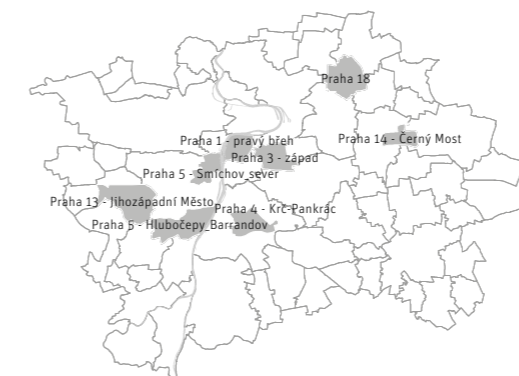 Praha 18
Praha 1 - pravý břeh
Praha 14 - Černý Most
Praha 3 - západ
Praha 5 - Smíchov_sever
Praha 13 - Jihozápadní Město
Praha 4 - Krč-Pankrác
Praha 5 - Hlubočepy_Barrandov